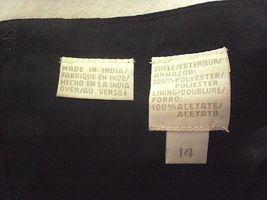 MADE IN INDIA/
FABRIQUE EN INDE/
HECHO EN LA INDIA
OVER/AU VERSO↓
SHELL/EXTERIEUR/
ARMAZON:
100% POLYESTER/
POLIESTER
LINING/DOUBLURE/
FORRO:
100% ACETATE/
ACETATO
14